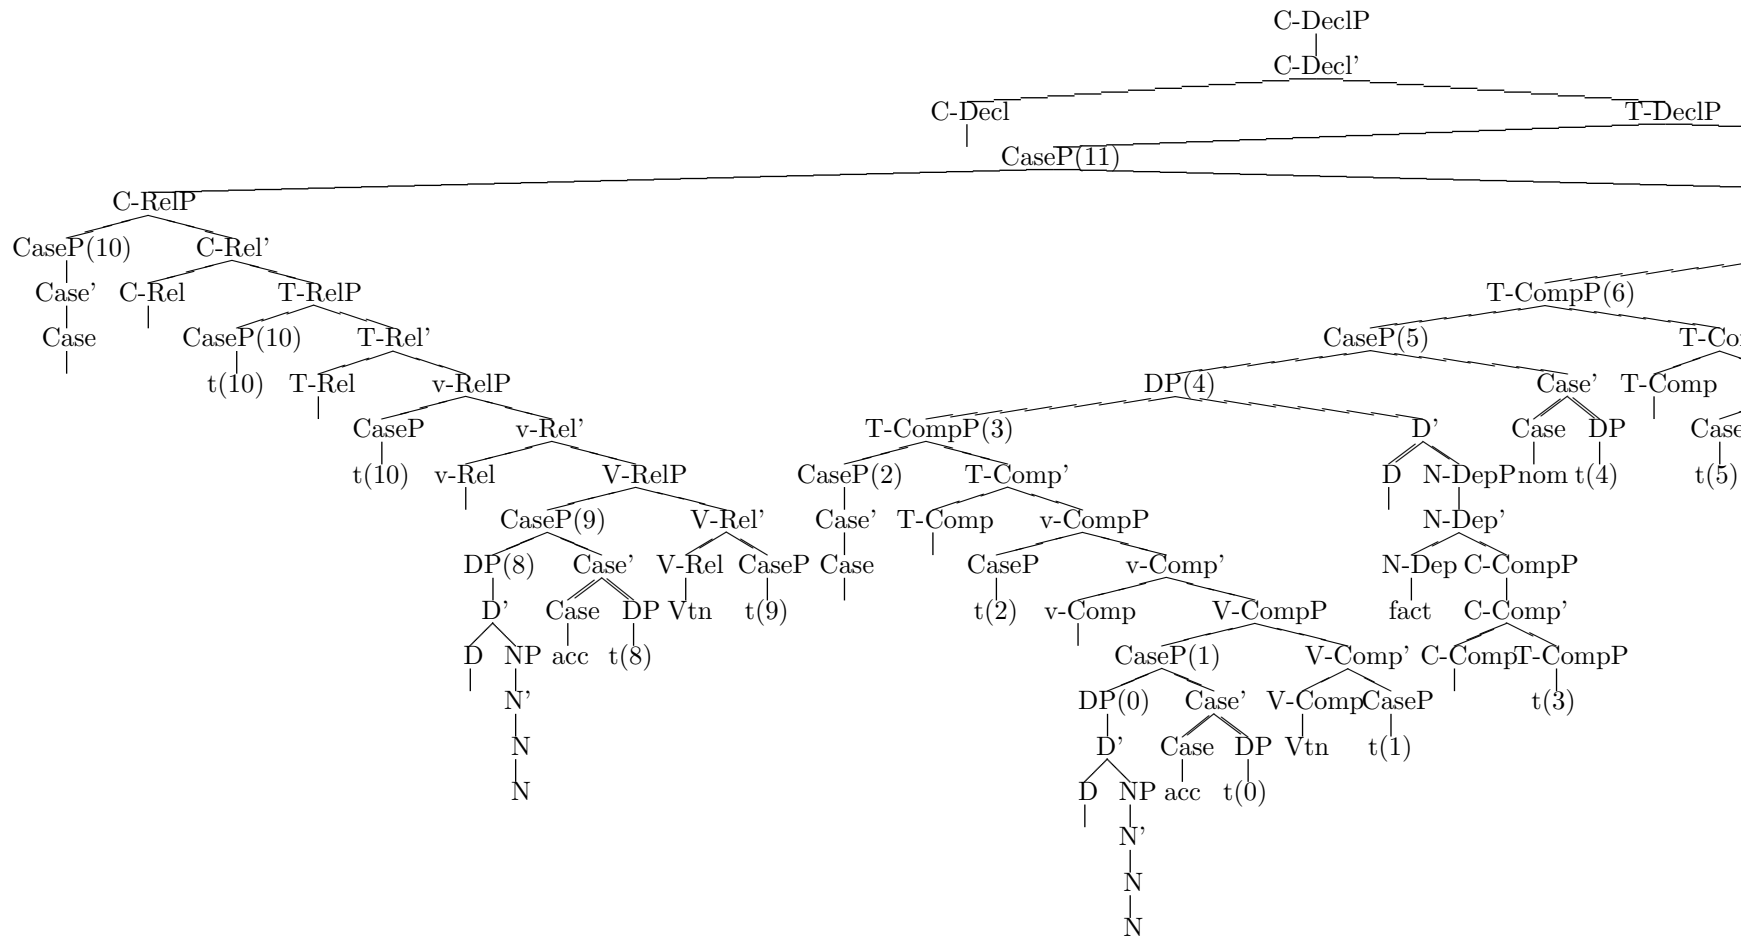 C-DeclP
C-Decl'
C-Decl T-DeclP
CaseP(11)
C-RelP
CaseP(10) C-Rel'
Case' C-Rel T-RelP T-CompP(6)
Case CaseP(10) T-Rel' CaseP(5) T-Co
t(10) T-Rel v-RelP DP(4) Case' T-Comp
CaseP v-Rel' T-CompP(3) D' Case DP Case
t(10) v-Rel V-RelP CaseP(2) T-Comp' D N-DepP nom t(4) t(5)
CaseP(9) V-Rel' Case' T-Comp v-CompP N-Dep'
DP(8) Case' V-Rel CaseP Case CaseP v-Comp' N-Dep C-CompP
D' Case DP Vtn t(9) t(2) v-Comp V-CompP fact C-Comp'
D NP acc t(8) CaseP(1) V-Comp' C-Comp T-CompP
N' DP(0) Case' V-Comp CaseP t(3)
N D' Case DP Vtn t(1)
N D NP acc t(0)
N'
N
N